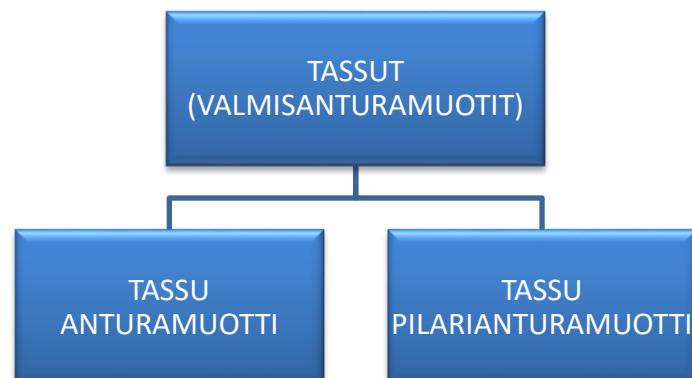 TASSUT
(VALMISANTURAMUOTIT)
TASSU
ANTURAMUOTTI
TASSU
PILARIANTURAMUOTTI